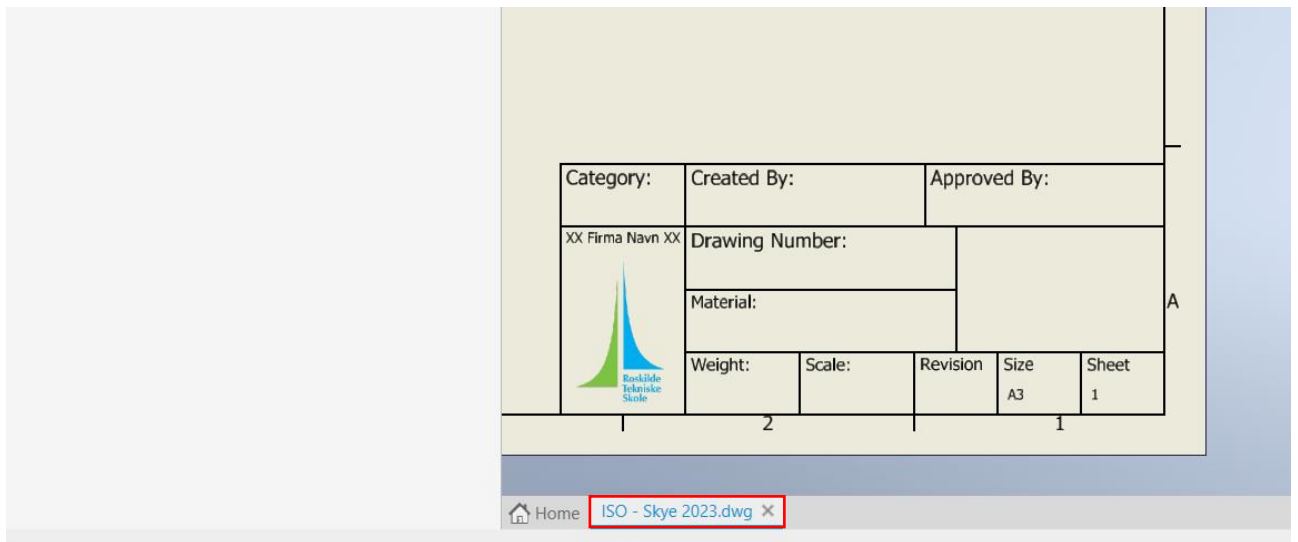 Category:
Created By:
Approved By:
XX Firma Navn XX
Drawing Number:
Material:
A
Weight:
Scale:
Revision
Size
Sheet
A3
1
Roskilde
Tekniske
Skole
2
1
Home
ISO - Skye 2023.dwg